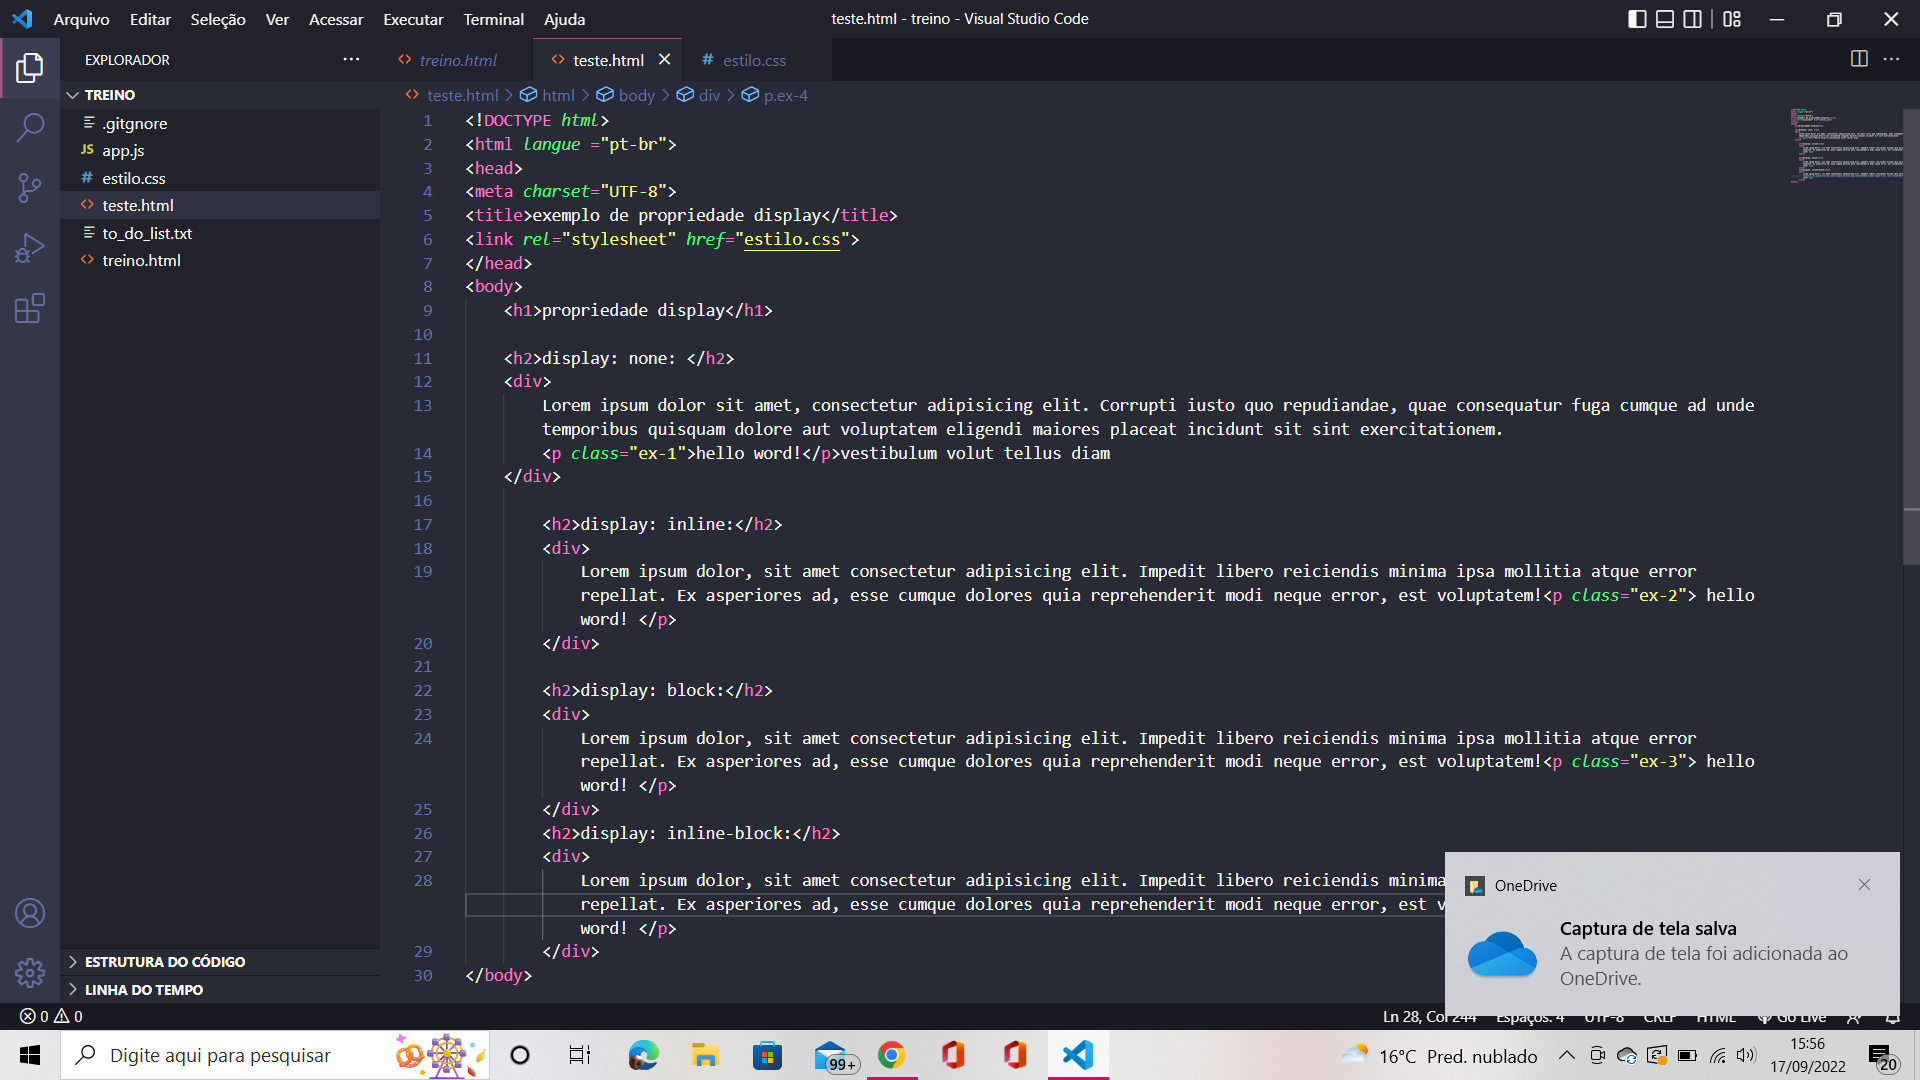 Arquivo Editar Seleção Ver Acessar Executar Terminal Ajuda
teste.html - treino - Visual Studio Code
EXPLORADOR
treino.html
teste.html
# estilo.css
TREINO
teste.html > html > body > div > p.ex-4
.gitgnore
JS app.js
# estilo.css
teste.html
to_do_list.txt
treino.html
1 <!DOCTYPE html>
2 <html langue ="pt-br">
3 <head>
4 <meta charset="UTF-8">
5 <title>exemplo de propriedade display</title>
6 <link rel="stylesheet" href="estilo.css">
7 </head>
8 <body>
9 <h1>propriedade display</h1>
10
11 <h2>display: none: </h2>
12 <div>
13 Lorem ipsum dolor sit amet, consectetur adipisicing elit. Corrupti iusto quo repudiandae, quae consequatur fuga cumque ad unde
temporibus quisquam dolore aut voluptatem eligendi maiores placeat incidunt sit sint exercitationem.
14 <p class="ex-1">hello word!</p>vestibulum volut tellus diam
15 </div>
16
17 <h2>display: inline:</h2>
18 <div>
19 Lorem ipsum dolor, sit amet consectetur adipisicing elit. Impedit libero reiciendis minima ipsa mollitia atque error
repellat. Ex asperiores ad, esse cumque dolores quia reprehenderit modi neque error, est voluptatem!<p class="ex-2"> hello
word! </p>
20 </div>
21
22 <h2>display: block:</h2>
23 <div>
24 Lorem ipsum dolor, sit amet consectetur adipisicing elit. Impedit libero reiciendis minima ipsa mollitia atque error
repellat. Ex asperiores ad, esse cumque dolores quia reprehenderit modi neque error, est voluptatem!<p class="ex-3"> hello
word! </p>
25 </div>
26 <h2>display: inline-block:</h2>
27 <div>
28 Lorem ipsum dolor, sit amet consectetur adipisicing elit. Impedit libero reiciendis minima
repellat. Ex asperiores ad, esse cumque dolores quia reprehenderit modi neque error, est v
word! </p>
29 </div>
30 </body>
ESTRUTURA DO CÓDIGO
LINHA DO TEMPO
OneDrive
Captura de tela salva
A captura de tela foi adicionada ao
OneDrive.
0 0
Ln 28, Col 244 Espaços: 4 UTF-8 CRLF HTML Go Live
Digite aqui para pesquisar
99+
16°C Pred. nublado
15:56
17/09/2022
20